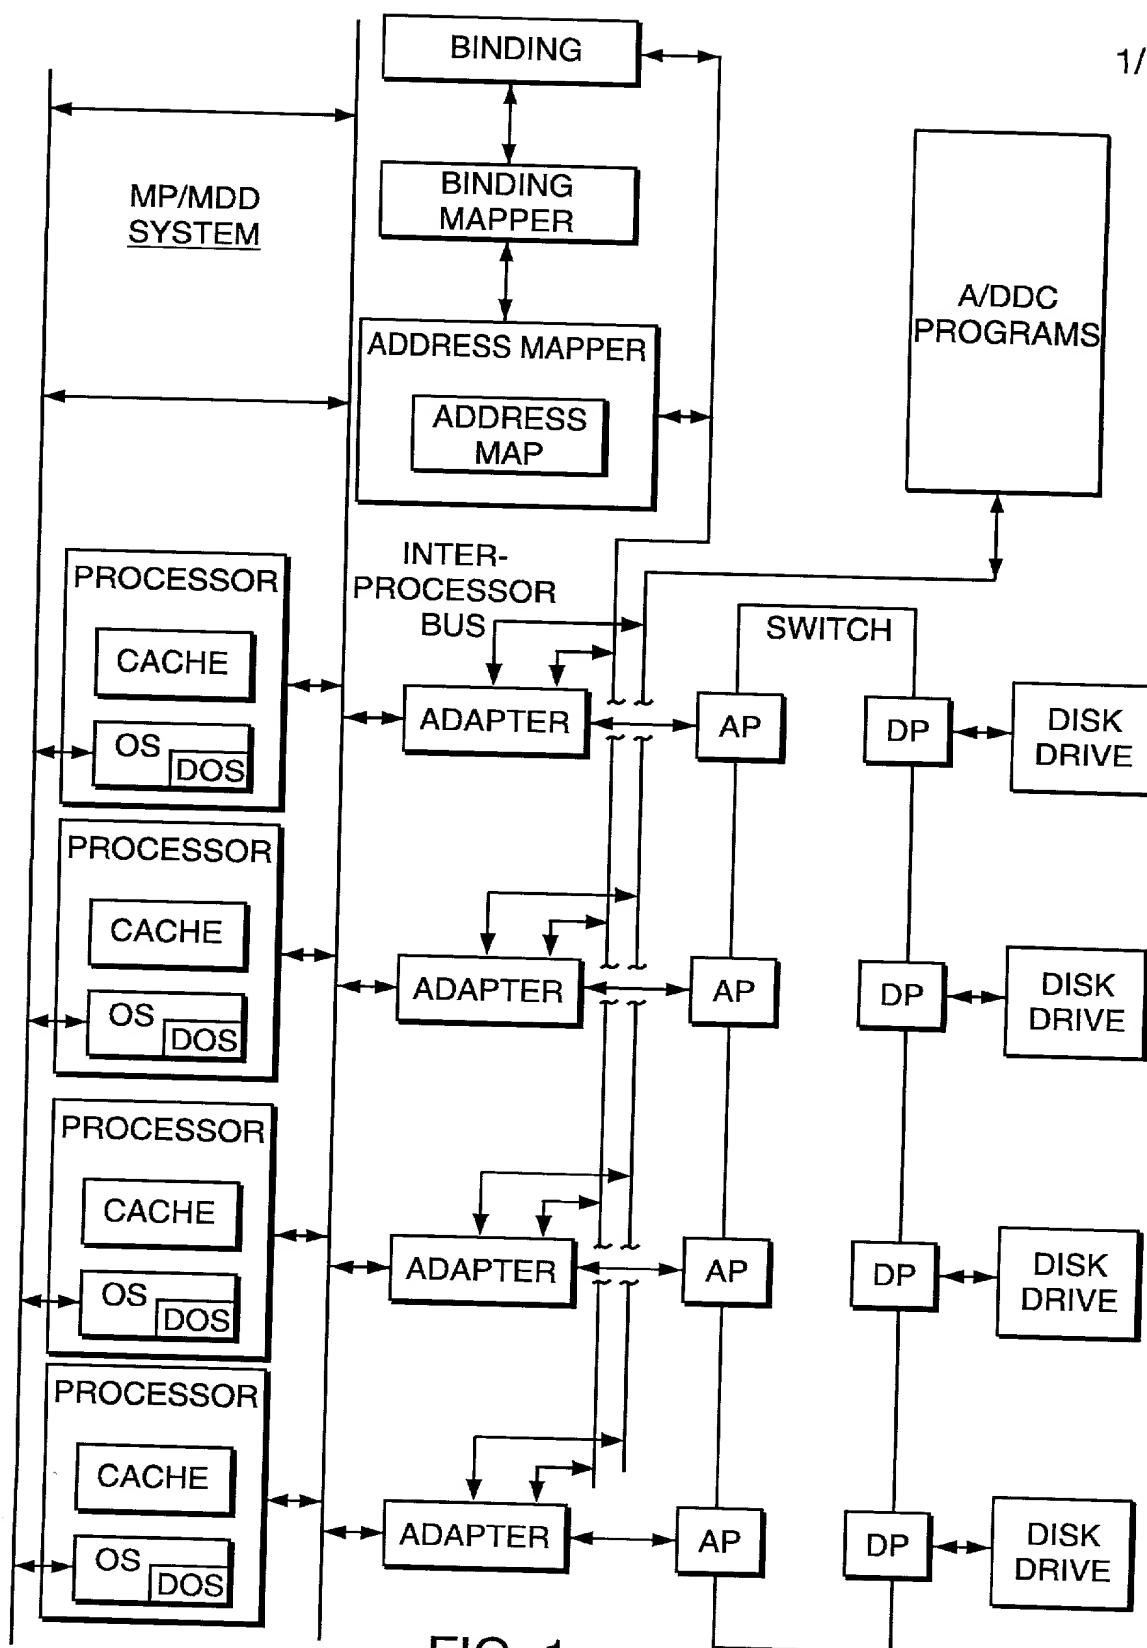 1/
BINDING
MP/MDD
SYSTEM
BINDING
MAPPER
A/DDC
PROGRAMS
ADDRESS MAPPER
ADDRESS
MAP
INTER-
PROCESSOR
BUS
PROCESSOR
CACHE
OS
DOS
SWITCH
ADAPTER
AP
DP
DISK
DRIVE
PROCESSOR
CACHE
OS
DOS
ADAPTER
AP
DP
DISK
DRIVE
PROCESSOR
CACHE
OS
DOS
ADAPTER
AP
DP
DISK
DRIVE
PROCESSOR
CACHE
OS
DOS
ADAPTER
AP
DP
DISK
DRIVE
FIG. 1